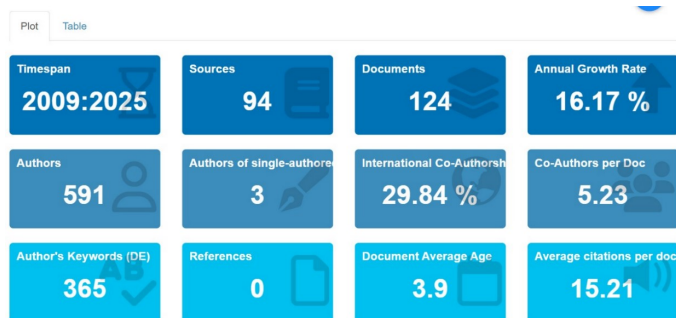 Plot Table
Timespan
2009:2025
Sources
94
Documents
124
Annual Growth Rate
16.17 %
Authors
591
Authors of single-authore
3
International Co-Authorsh
29.84 %
Co-Authors per Doc
5.23
Author's Keywords (DE)
365
References
0
Document Average Age
3.9
Average citations per doc
15.21